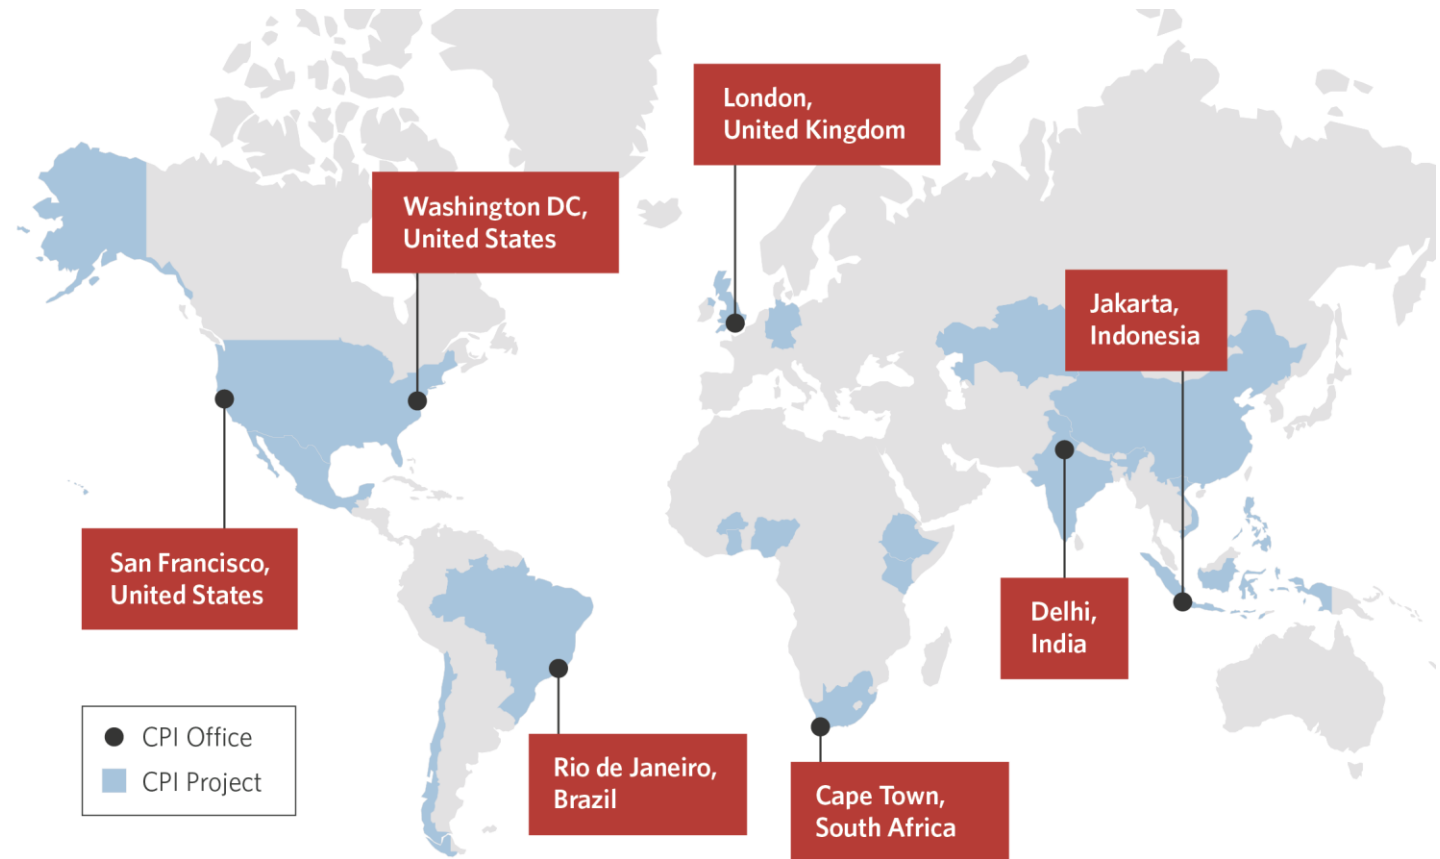 London,
United Kingdom
Washington DC,
United States
Jakarta,
Indonesia
San Francisco,
United States
Delhi,
India
Rio de Janeiro,
Brazil
Cape Town,
South Africa
CPI Office
CPI Project